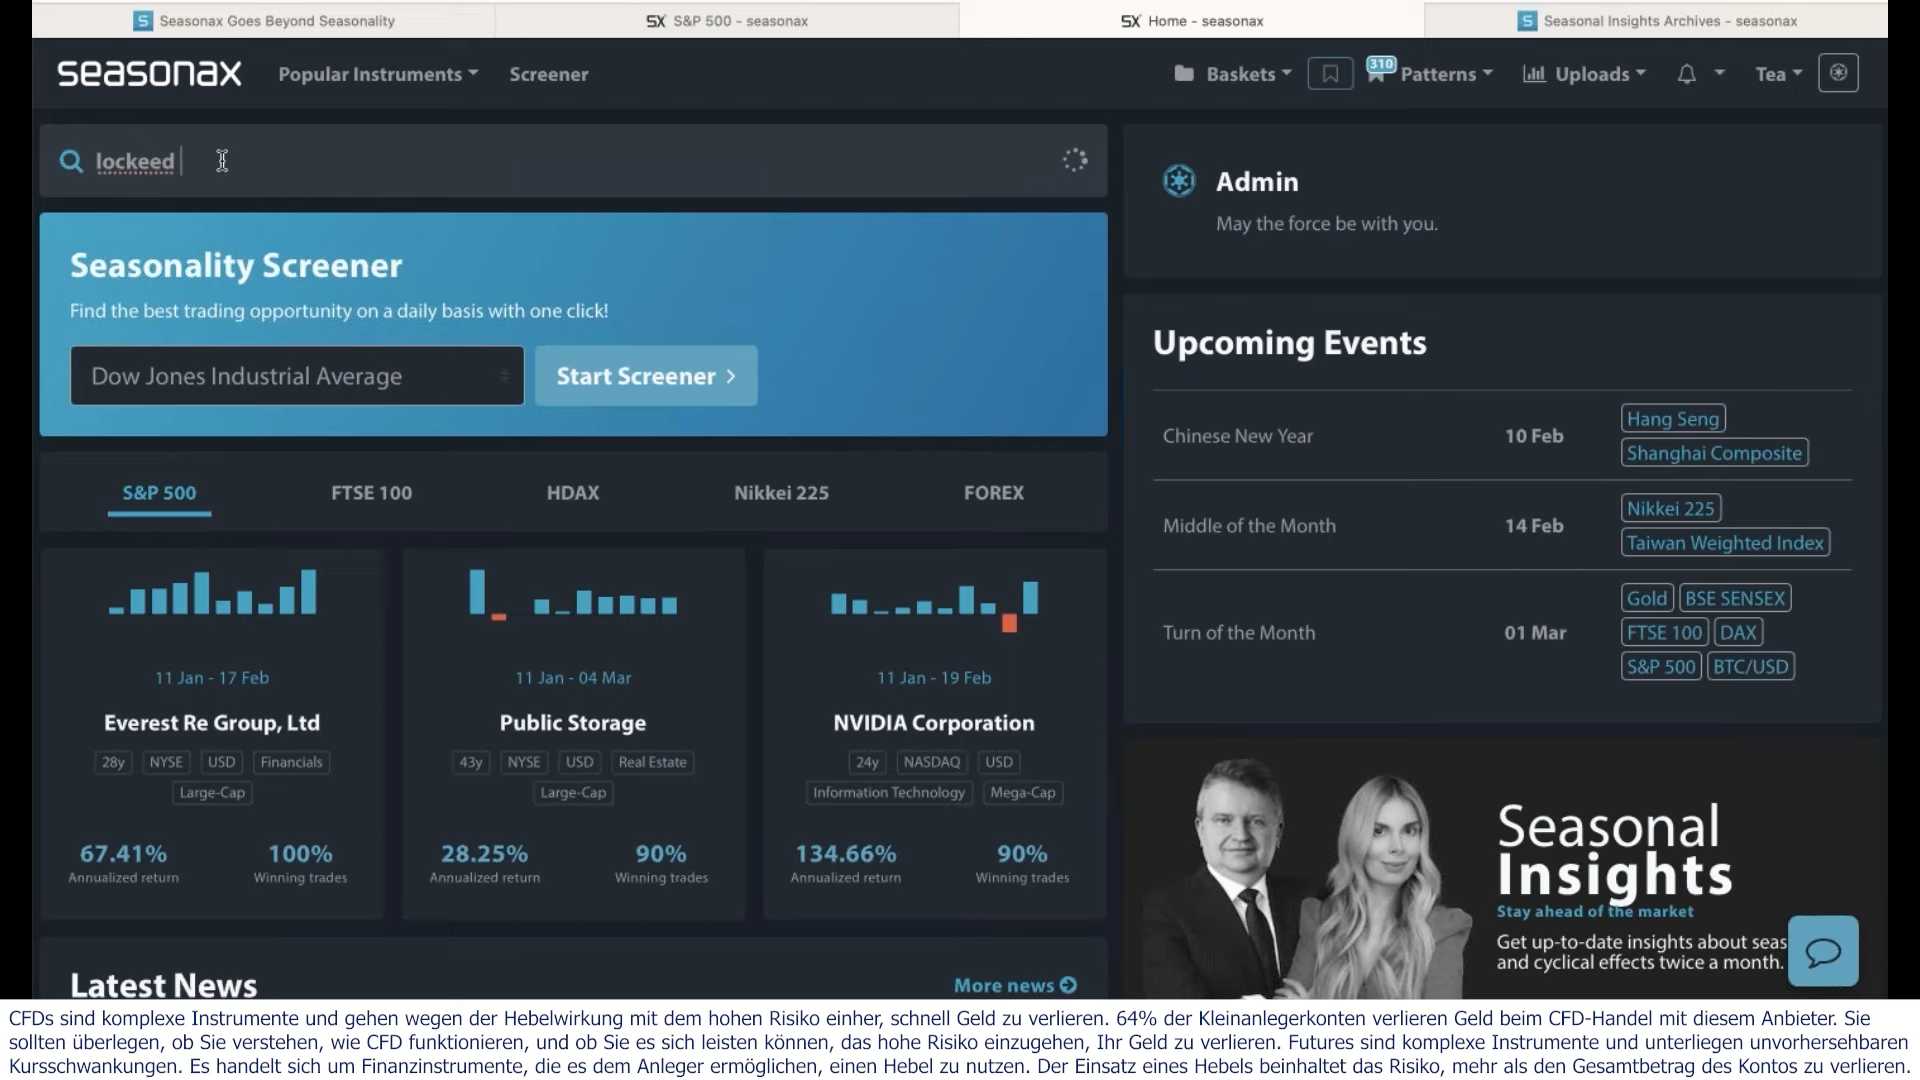 Seasonax Goes Beyond Seasonality
SX S&P 500 - seasonax
SX Home - seasonax
S Seasonal Insights Archives - seasonax
seasonax
Popular Instruments
Screener
Baskets
310
Patterns
Uploads
Tea
lockeed
Seasonality Screener
Find the best trading opportunity on a daily basis with one click!
Dow Jones Industrial Average
Start Screener
S&P 500
FTSE 100
HDAX
Nikkei 225
FOREX
11 Jan - 17 Feb
Everest Re Group, Ltd
28y NYSE USD Financials
Large-Cap
67.41% 100%
Annualized return Winning trades
11 Jan - 04 Mar
Public Storage
43y NYSE USD Real Estate
Large-Cap
28.25% 90%
Annualized return Winning trades
11 Jan - 19 Feb
NVIDIA Corporation
24y NASDAQ USD
Information Technology Mega-Cap
134.66% 90%
Annualized return Winning trades
Latest News
More news
Admin
May the force be with you.
Upcoming Events
Chinese New Year 10 Feb Hang Seng
Shanghai Composite
Middle of the Month 14 Feb Nikkei 225
Taiwan Weighted Index
Turn of the Month 01 Mar Gold BSE SENSEX
FTSE 100 DAX
S&P 500 BTC/USD
Seasonal
Insights
Stay ahead of the market
Get up-to-date insights about seas
and cyclical effects twice a month.
CFDs sind komplexe Instrumente und gehen wegen der Hebelwirkung mit dem hohen Risiko einher, schnell Geld zu verlieren. 64% der Kleinanlegerkonten verlieren Geld beim CFD-Handel mit diesem Anbieter. Sie
sollten überlegen, ob Sie verstehen, wie CFD funktionieren, und ob Sie es sich leisten können, das hohe Risiko einzugehen, Ihr Geld zu verlieren. Futures sind komplexe Instrumente und unterliegen unvorhersehbaren
Kursschwankungen. Es handelt sich um Finanzinstrumente, die es dem Anleger ermöglichen, einen Hebel zu nutzen. Der Einsatz eines Hebels beinhaltet das Risiko, mehr als den Gesamtbetrag des Kontos zu verlieren.